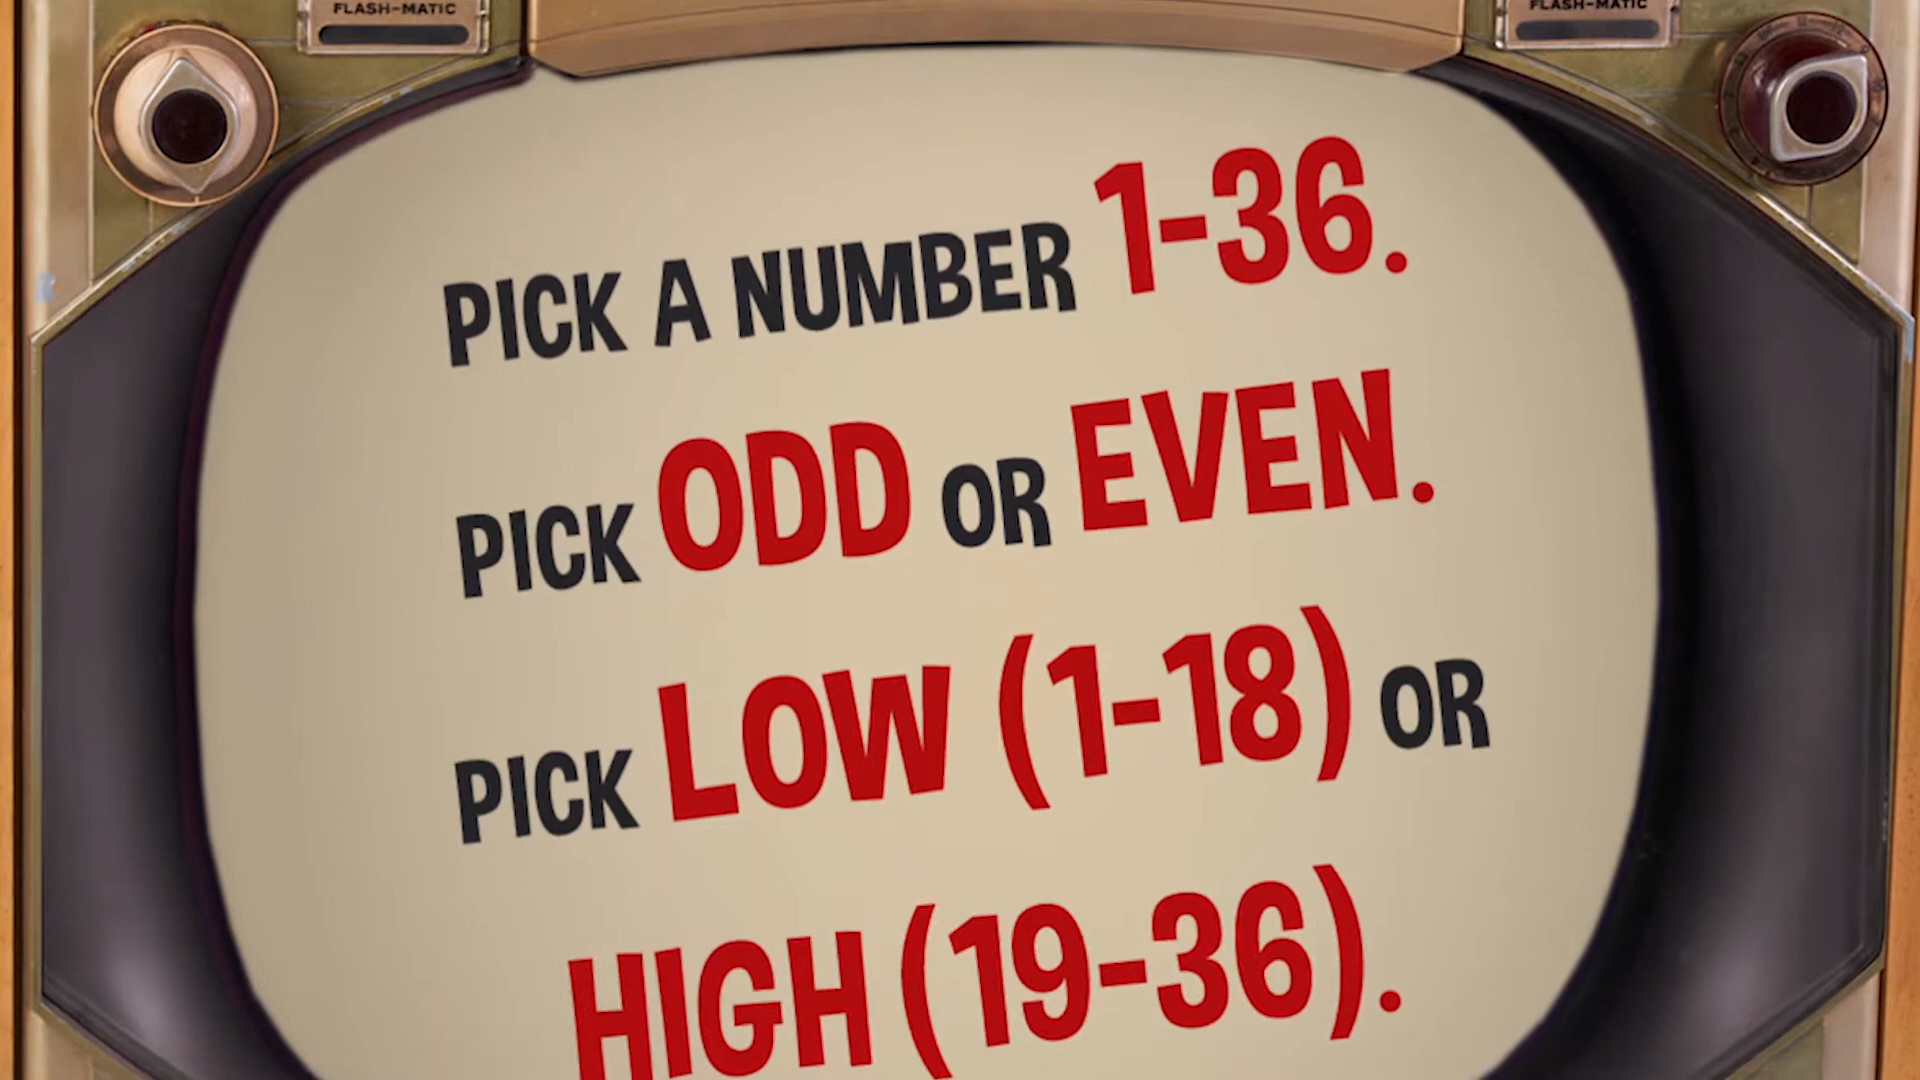 FLASH-MATIC
FLASH-MATIC
PICK A NUMBER 1-36.
PICK ODD OR EVEN.
PICK LOW (1-18) OR
HIGH (19-36).